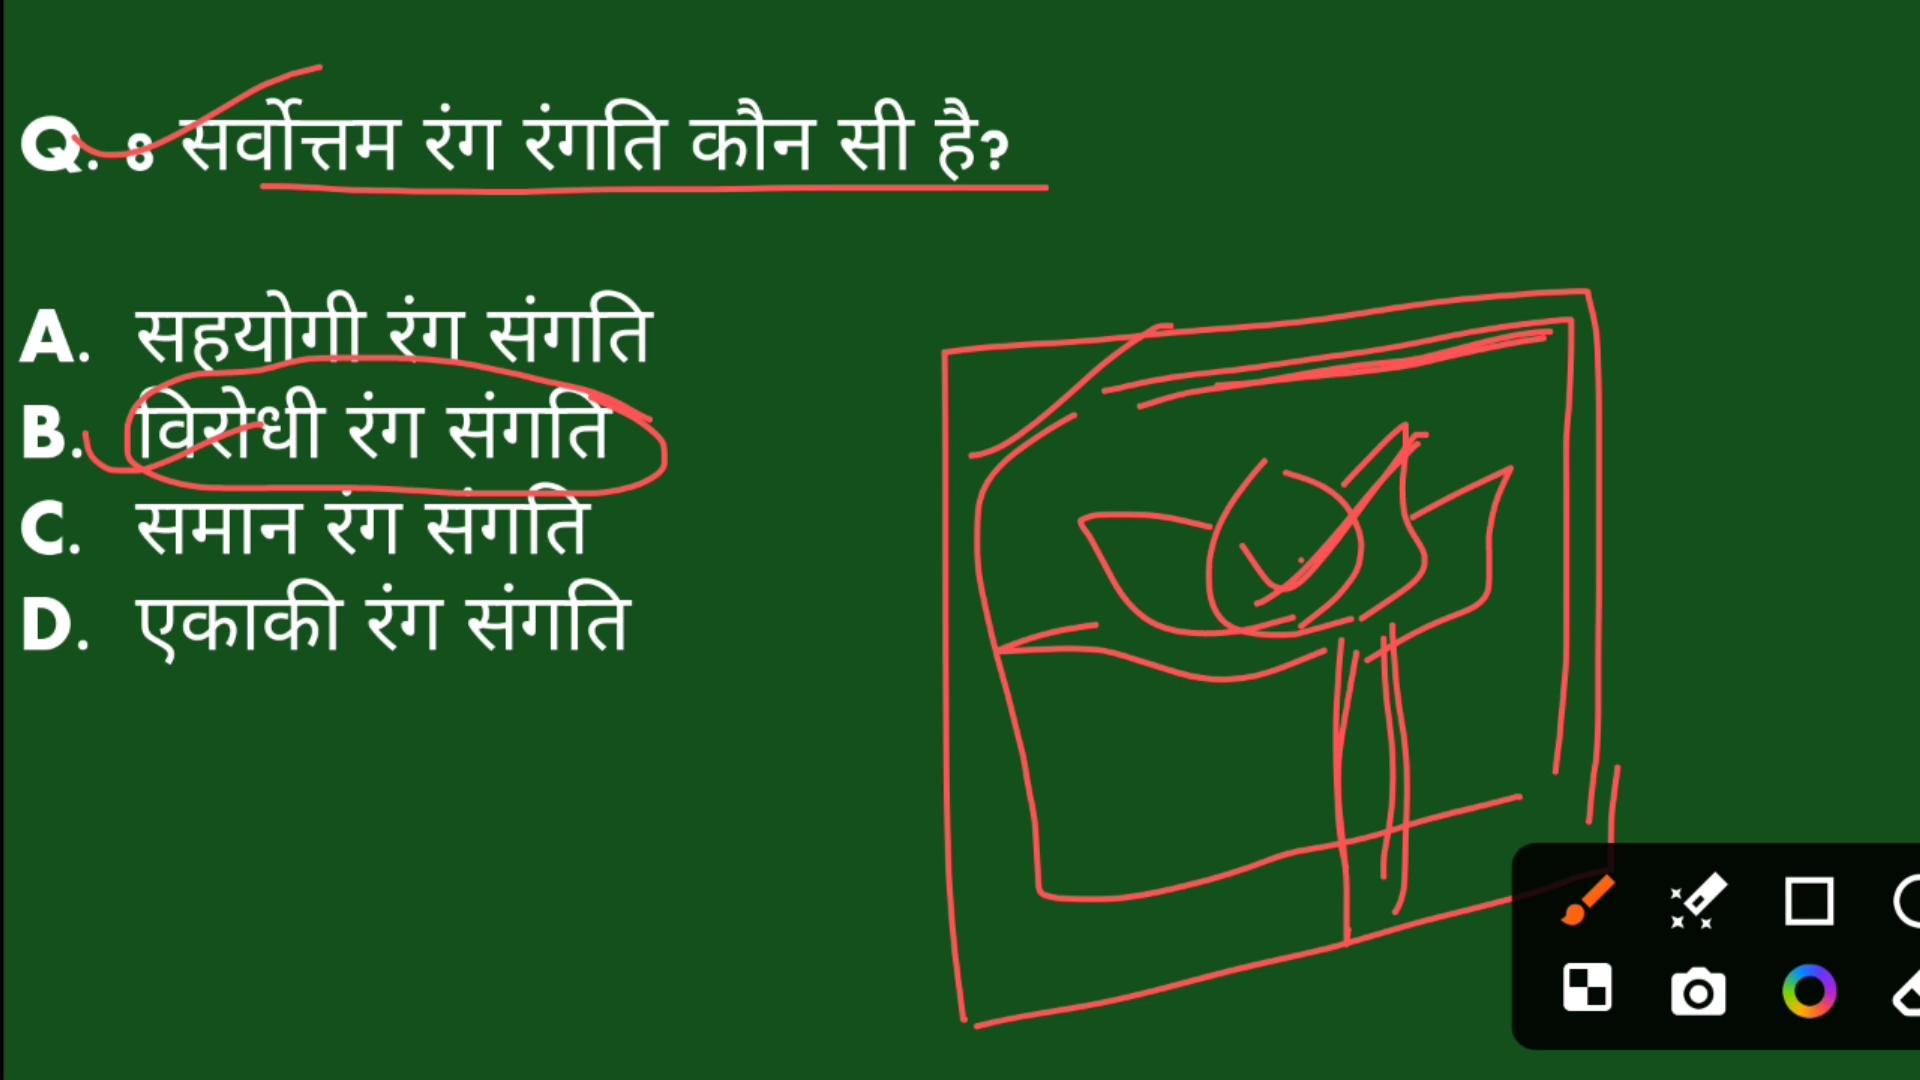 Q. 8 सर्वोत्तम रंग रंगति कौन सी है?
A. सहयोगी रंग संगति
B. विरोधी रंग संगति
C. समान रंग संगति
D. एकाकी रंग संगति